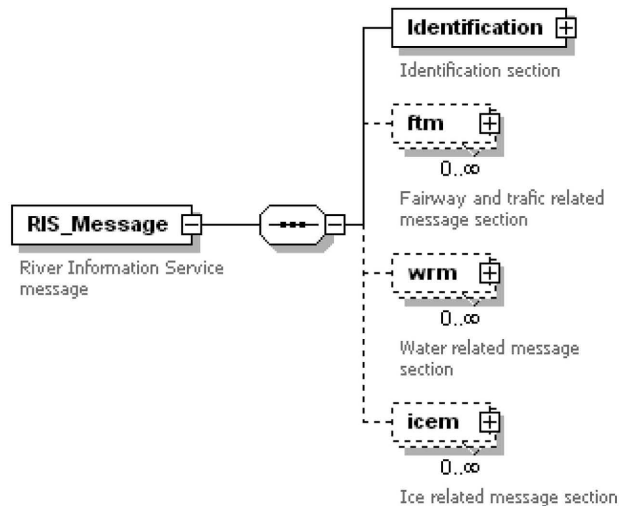 Identification
Identification section
ftm
0..∞
Fairway and trafic related
message section
RIS_Message
River Information Service
message
wrm
0..∞
Water related message
section
icem
0..∞
Ice related message section